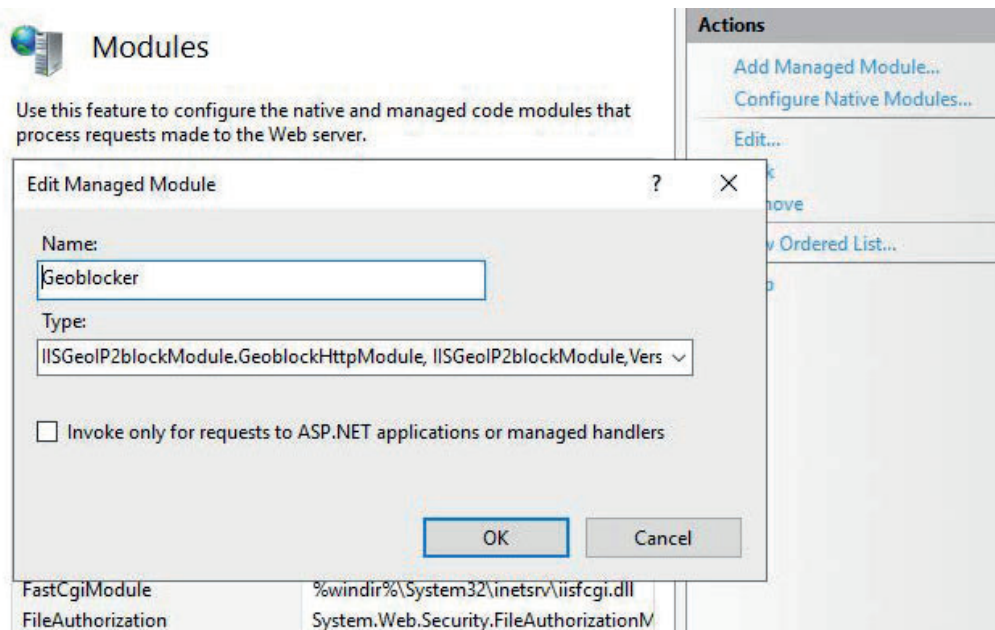 Modules
Use this feature to configure the native and managed code modules that
process requests made to the Web server.
Edit Managed Module
?
Name:
Geoblocker
Type:
IISGeoIP2blockModule.GeoblockHttpModule, IISGeoIP2blockModule,Vers
Invoke only for requests to ASP.NET applications or managed handlers
OK Cancel
FastCgiModule %windir%\System32\inetsrv\iisfcgi.dll
FileAuthorization System.Web.Security.FileAuthorizationM
Actions
Add Managed Module...
Configure Native Modules...
Edit...
Ordered List...